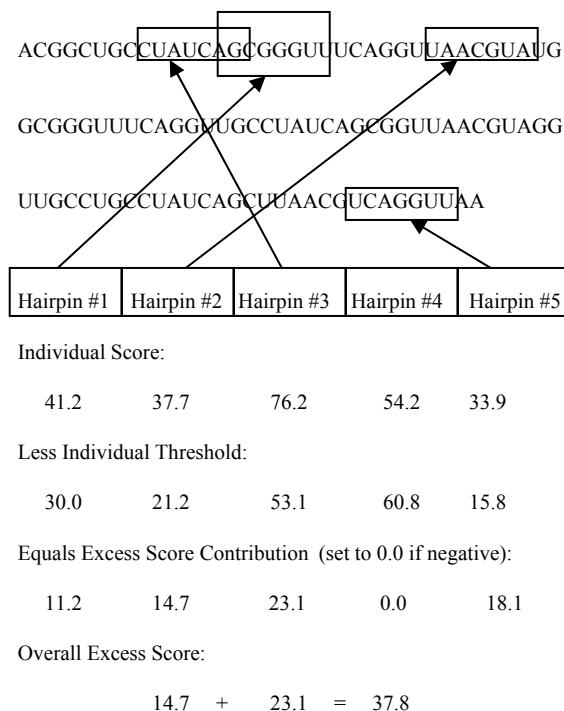 ACGGCUGCCUAUCAGCGGGUUUCAGGUUAACGUAUG
GCGGGUUUCAGGUUGCCUAUCAGCGGUUAACGUAGG
UUGCCUGCCUAUCAGCUUAACGUCAGGUUAA
Hairpin #1 Hairpin #2 Hairpin #3 Hairpin #4 Hairpin #5
Individual Score:
41.2 37.7 76.2 54.2 33.9
Less Individual Threshold:
30.0 21.2 53.1 60.8 15.8
Equals Excess Score Contribution (set to 0.0 if negative):
11.2 14.7 23.1 0.0 18.1
Overall Excess Score:
14.7 + 23.1 = 37.8